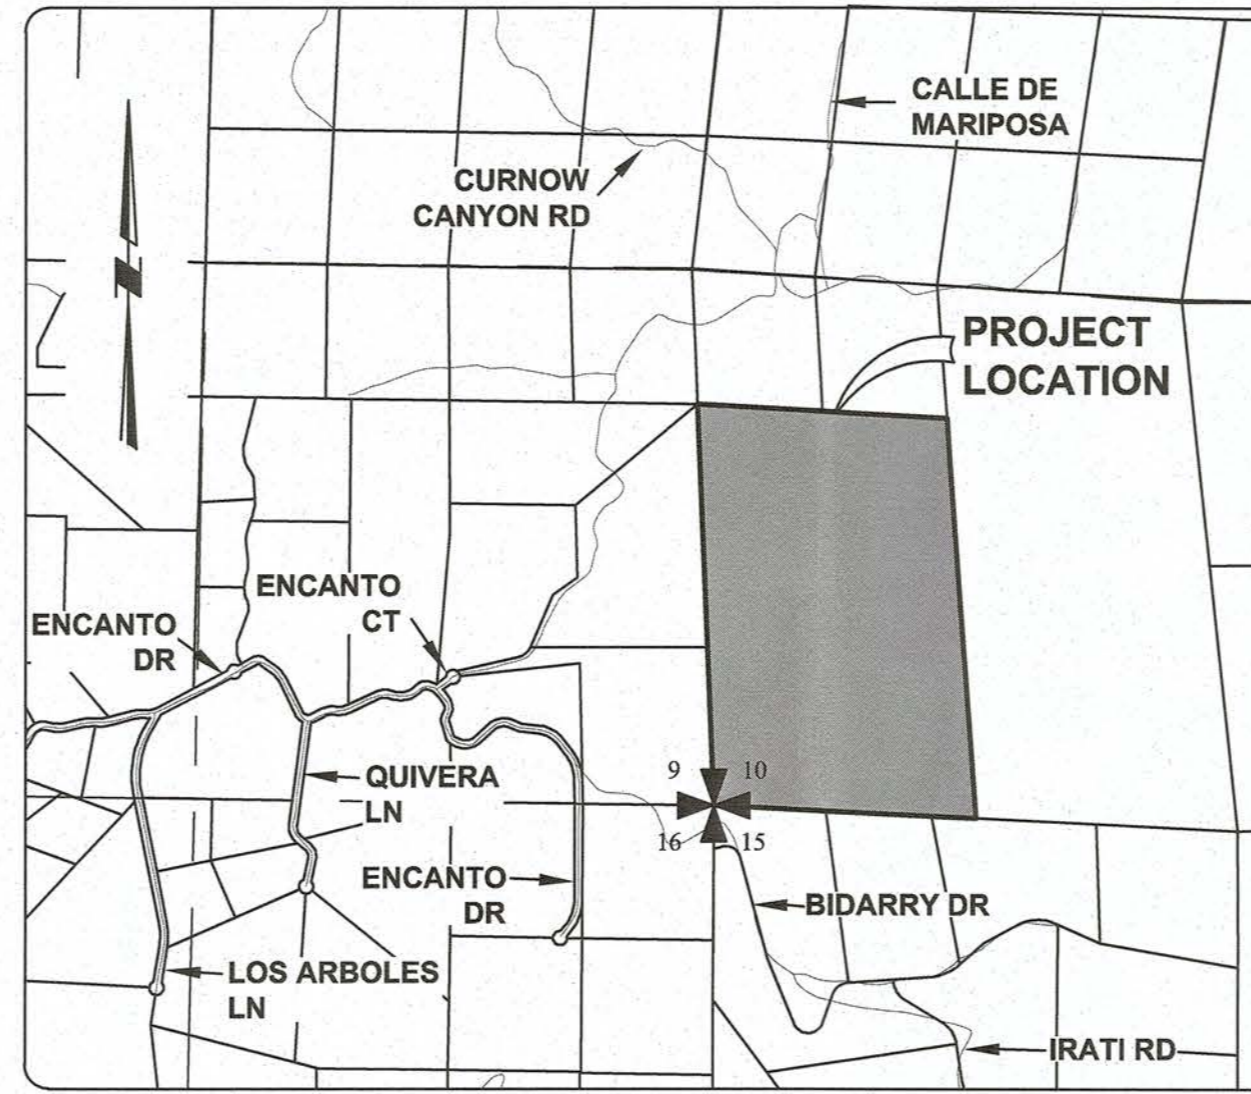 CALLE DE
MARIPOSA
CURNOW
CANYON RD
N
PROJECT
LOCATION
ENCANTO
CT
ENCANTO
DR
9
10
QUIVERA
LN
16
15
ENCANTO
DR
BIDARRY DR
LOS ARBOLES
LN
IRATI RD